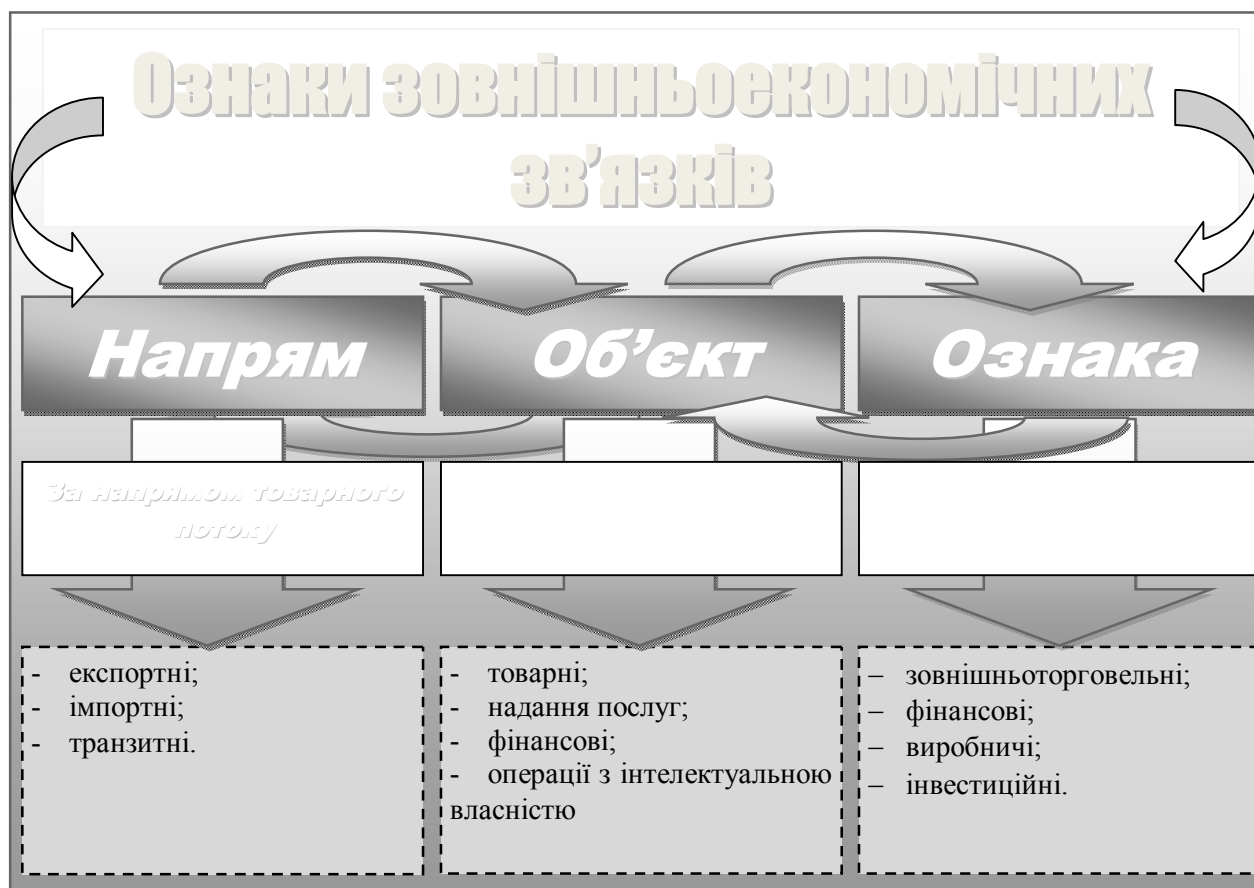 Ознаки зовнішньоекономічних
зв’язків
Напрям
Об’єкт
Ознака
За напрямом товарного
потоку
- експортні;
- імпортні;
- транзитні.
- товарні;
- надання послуг;
- фінансові;
- операції з інтелектуальною
власністю
– зовнішньоторговельні;
– фінансові;
– виробничі;
– інвестиційні.